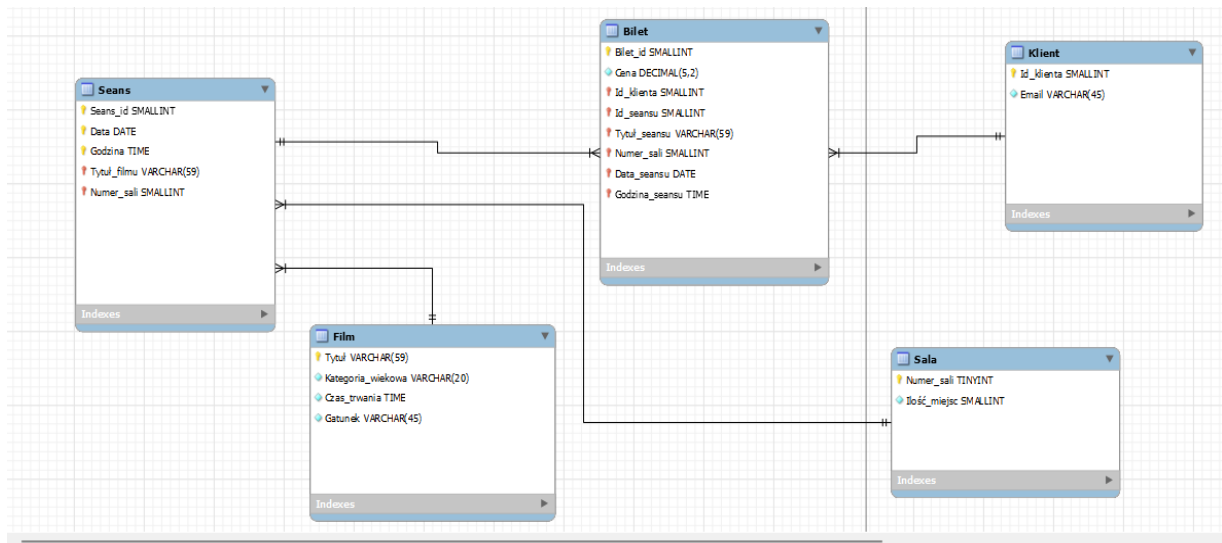 Seans
Seans_id SMALLINT
Data DATE
Godzina TIME
Tytuł_filmu VARCHAR(59)
Numer_sali SMALLINT
Indexes
Bilet
Bilet_id SMALLINT
Cena DECIMAL(5,2)
Id_klienta SMALLINT
Id_seansu SMALLINT
Tytuł_seansu VARCHAR(59)
Numer_sali SMALLINT
Data_seansu DATE
Godzina_seansu TIME
Indexes
Klient
Id_klienta SMALLINT
Email VARCHAR(45)
Indexes
Film
Tytuł VARCHAR(59)
Kategoria_wiekowa VARCHAR(20)
Czas_trwania TIME
Gatunek VARCHAR(45)
Indexes
Sala
Numer_sali TINYINT
Ilość_miejsc SMALLINT
Indexes